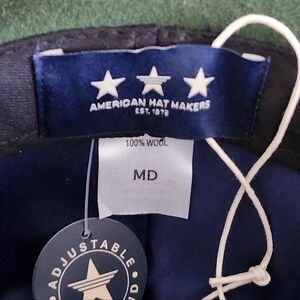 AMERICAN HAT MAKERS
EST. 1972
100% WOOL
MD
ADJUSTABLE